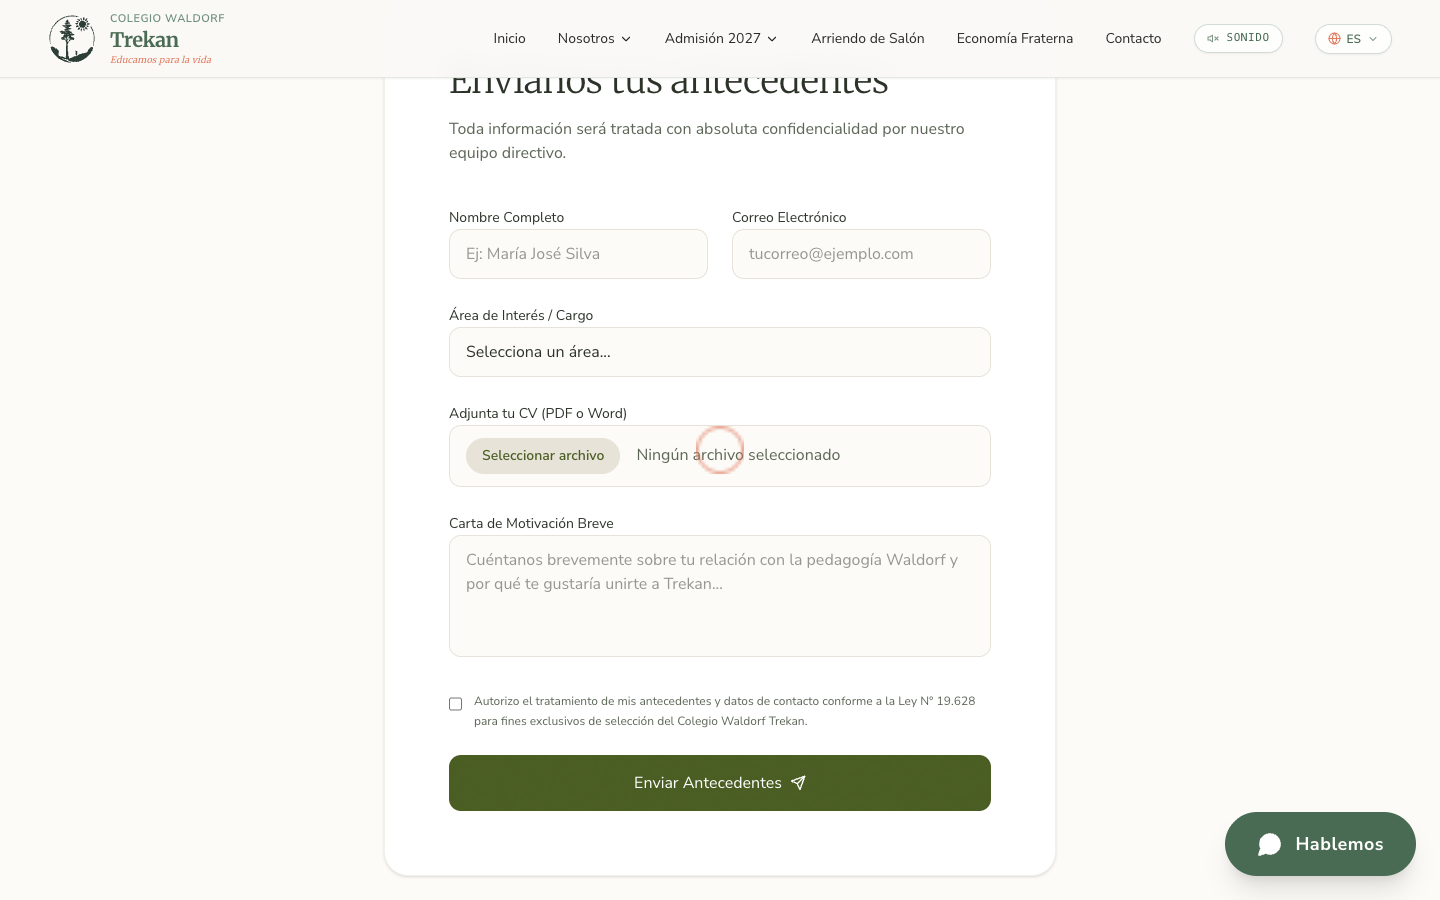 COLEGIO WALDORF
Trekan
Educamos para la vida
Inicio
Nosotros
Admisión 2027
Arriendo de Salón
Economía Fraterna
Contacto
SONIDO
ES
Envíanos tus antecedentes
Toda información será tratada con absoluta confidencialidad por nuestro
equipo directivo.
Nombre Completo
Ej: María José Silva
Correo Electrónico
tucorreo@ejemplo.com
Área de Interés / Cargo
Selecciona un área...
Adjunta tu CV (PDF o Word)
Seleccionar archivo
Ningún archivo seleccionado
Carta de Motivación Breve
Cuéntanos brevemente sobre tu relación con la pedagogía Waldorf y
por qué te gustaría unirte a Trekan...
Autorizo el tratamiento de mis antecedentes y datos de contacto conforme a la Ley N° 19.628
para fines exclusivos de selección del Colegio Waldorf Trekan.
Enviar Antecedentes
Hablemos